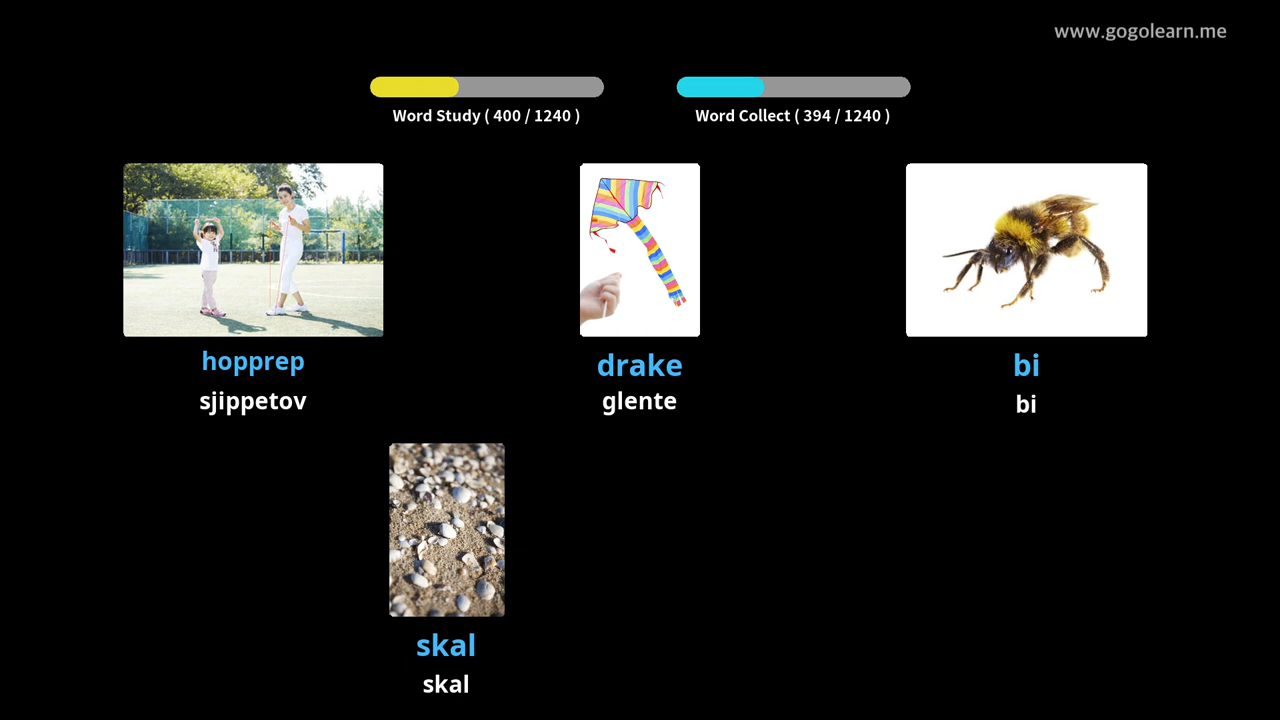 www.gogolearn.me
Word Study ( 400 / 1240 )
Word Collect ( 394 / 1240 )
hopprep
sjippetov
drake
glente
bi
bi
skal
skal